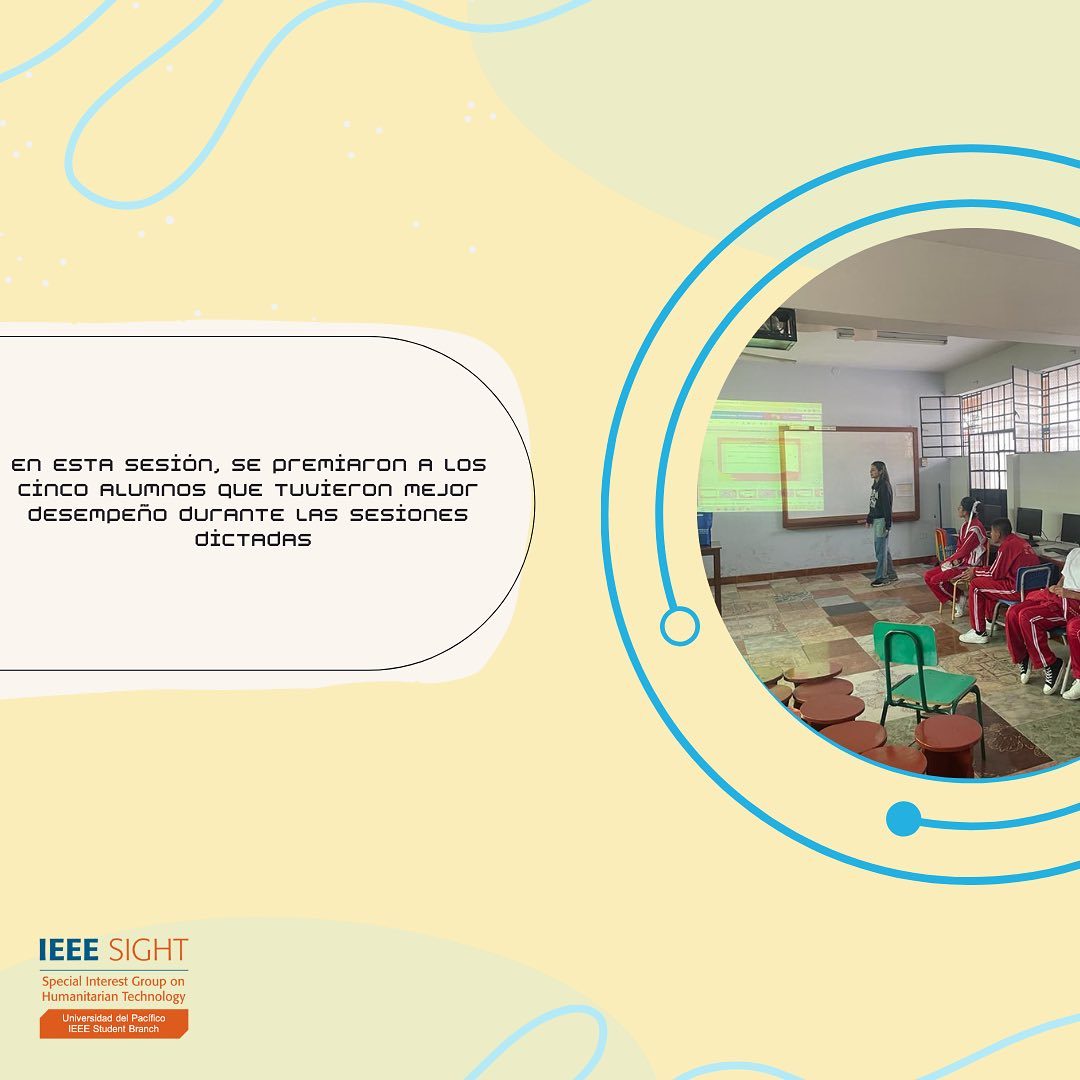 EN ESTA SESIÓN, SE PREMIARON A LOS
CINCO ALUMNOS QUE TUVIERON MEJOR
DESEMPEÑO DURANTE LAS SESIONES
DICTADAS
IEEE SIGHT
Special Interest Group on
Humanitarian Technology
Universidad del Pacífico
IEEE Student Branch